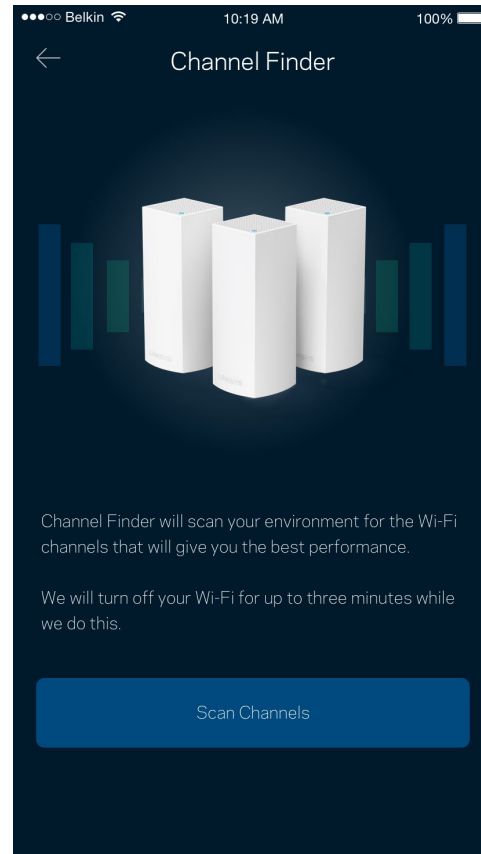 Belkin 10:19 AM 100%
Channel Finder
Channel Finder will scan your environment for the Wi-Fi
channels that will give you the best performance.
We will turn off your Wi-Fi for up to three minutes while
we do this.
Scan Channels